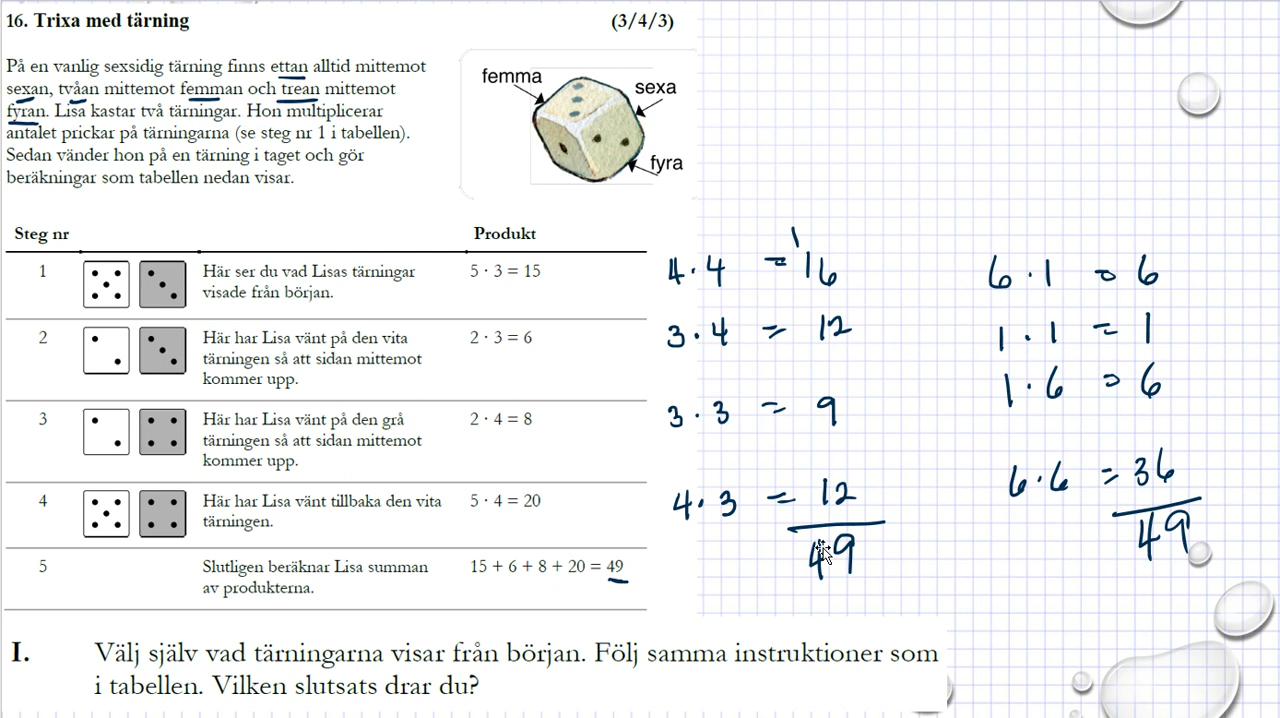 16. Trixa med tärning (3/4/3)
På en vanlig sexsidig tärning finns ettan alltid mittemot
sexan, tvåan mittemot femman och trean mittemot
fyran. Lisa kastar två tärningar. Hon multiplicerar
antalet prickar på tärningarna (se steg nr 1 i tabellen).
Sedan vänder hon på en tärning i taget och gör
beräkningar som tabellen nedan visar.
femma
sexa
fyra
Steg nr Produkt
1 Här ser du vad Lisas tärningar 5 · 3 = 15
visade från början.
2 Här har Lisa vänt på den vita 2 · 3 = 6
tärningen så att sidan mittemot
kommer upp.
3 Här har Lisa vänt på den grå 2 · 4 = 8
tärningen så att sidan mittemot
kommer upp.
4 Här har Lisa vänt tillbaka den vita 5 · 4 = 20
tärningen.
5 Slutligen beräknar Lisa summan 15 + 6 + 8 + 20 = 49
av produkterna.
1
4 · 4 = 16
3 · 4 = 12
3 · 3 = 9
4 · 3 = 12
49
6 · 1 = 6
1 · 1 = 1
1 · 6 = 6
6 · 6 = 36
49
I. Välj själv vad tärningarna visar från början. Följ samma instruktioner som
i tabellen. Vilken slutsats drar du?